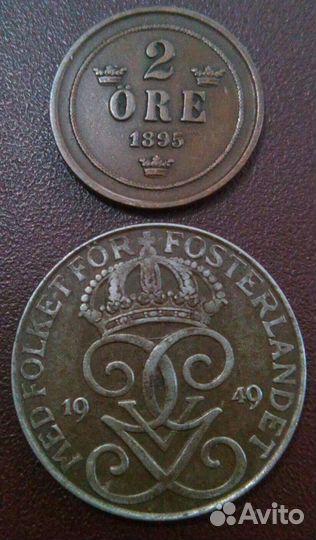 2
ÖRE
1895
MED FOLKET FÖR FOSTERLANDET
19 49
Avito